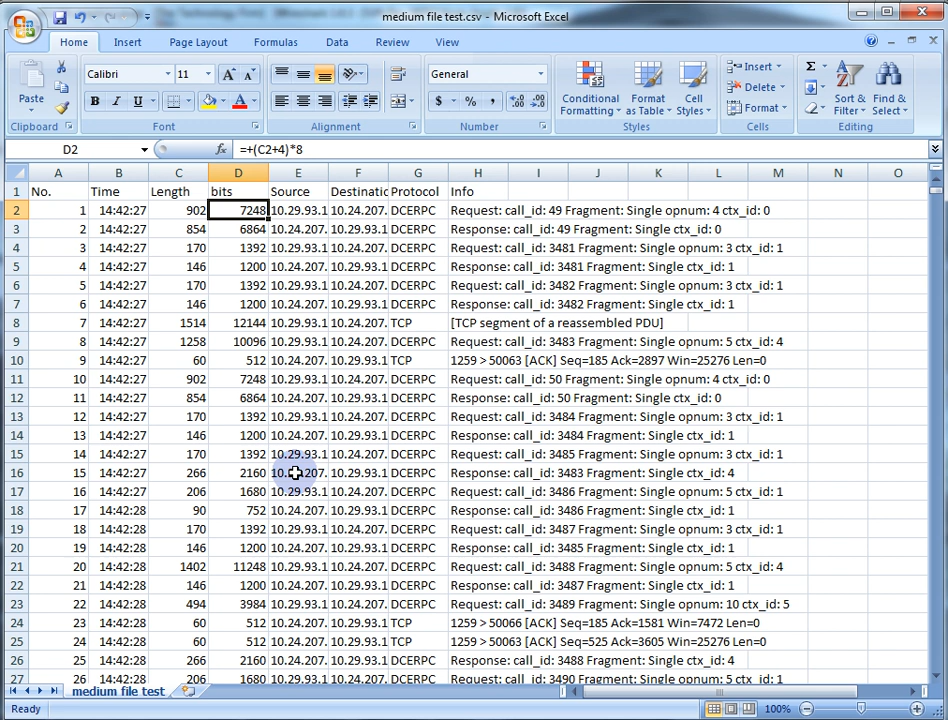 medium file test.csv - Microsoft Excel
Home Insert Page Layout Formulas Data Review View
Calibri 11 General
Paste B I U $ % , Conditional Formatting Format as Table Cell Styles Insert Delete Format Σ Sort & Filter Find & Select
Clipboard Font Alignment Number Styles Cells Editing
D2 fx =+(C2+4)*8
A B C D E F G H I J K L M N O
1 No. Time Length bits Source Destinatic Protocol Info
2 1 14:42:27 902 7248 10.29.93.1 10.24.207. DCERPC Request: call_id: 49 Fragment: Single opnum: 4 ctx_id: 0
3 2 14:42:27 854 6864 10.24.207. 10.29.93.1 DCERPC Response: call_id: 49 Fragment: Single ctx_id: 0
4 3 14:42:27 170 1392 10.29.93.1 10.24.207. DCERPC Request: call_id: 3481 Fragment: Single opnum: 3 ctx_id: 1
5 4 14:42:27 146 1200 10.24.207. 10.29.93.1 DCERPC Response: call_id: 3481 Fragment: Single ctx_id: 1
6 5 14:42:27 170 1392 10.29.93.1 10.24.207. DCERPC Request: call_id: 3482 Fragment: Single opnum: 3 ctx_id: 1
7 6 14:42:27 146 1200 10.24.207. 10.29.93.1 DCERPC Response: call_id: 3482 Fragment: Single ctx_id: 1
8 7 14:42:27 1514 12144 10.29.93.1 10.24.207. TCP [TCP segment of a reassembled PDU]
9 8 14:42:27 1258 10096 10.29.93.1 10.24.207. DCERPC Request: call_id: 3483 Fragment: Single opnum: 5 ctx_id: 4
10 9 14:42:27 60 512 10.24.207. 10.29.93.1 TCP 1259 > 50063 [ACK] Seq=185 Ack=2897 Win=25276 Len=0
11 10 14:42:27 902 7248 10.29.93.1 10.24.207. DCERPC Request: call_id: 50 Fragment: Single opnum: 4 ctx_id: 0
12 11 14:42:27 854 6864 10.24.207. 10.29.93.1 DCERPC Response: call_id: 50 Fragment: Single ctx_id: 0
13 12 14:42:27 170 1392 10.29.93.1 10.24.207. DCERPC Request: call_id: 3484 Fragment: Single opnum: 3 ctx_id: 1
14 13 14:42:27 146 1200 10.24.207. 10.29.93.1 DCERPC Response: call_id: 3484 Fragment: Single ctx_id: 1
15 14 14:42:27 170 1392 10.29.93.1 10.24.207. DCERPC Request: call_id: 3485 Fragment: Single opnum: 3 ctx_id: 1
16 15 14:42:27 266 2160 10.24.207. 10.29.93.1 DCERPC Response: call_id: 3483 Fragment: Single ctx_id: 4
17 16 14:42:27 206 1680 10.29.93.1 10.24.207. DCERPC Request: call_id: 3486 Fragment: Single opnum: 5 ctx_id: 1
18 17 14:42:28 90 752 10.24.207. 10.29.93.1 DCERPC Response: call_id: 3486 Fragment: Single ctx_id: 1
19 18 14:42:28 170 1392 10.29.93.1 10.24.207. DCERPC Request: call_id: 3487 Fragment: Single opnum: 3 ctx_id: 1
20 19 14:42:28 146 1200 10.24.207. 10.29.93.1 DCERPC Response: call_id: 3485 Fragment: Single ctx_id: 1
21 20 14:42:28 1402 11248 10.29.93.1 10.24.207. DCERPC Request: call_id: 3488 Fragment: Single opnum: 5 ctx_id: 4
22 21 14:42:28 146 1200 10.24.207. 10.29.93.1 DCERPC Response: call_id: 3487 Fragment: Single ctx_id: 1
23 22 14:42:28 494 3984 10.29.93.1 10.24.207. DCERPC Request: call_id: 3489 Fragment: Single opnum: 10 ctx_id: 5
24 23 14:42:28 60 512 10.24.207. 10.29.93.1 TCP 1259 > 50066 [ACK] Seq=185 Ack=1581 Win=7472 Len=0
25 24 14:42:28 60 512 10.24.207. 10.29.93.1 TCP 1259 > 50063 [ACK] Seq=525 Ack=3605 Win=25276 Len=0
26 25 14:42:28 266 2160 10.24.207. 10.29.93.1 DCERPC Response: call_id: 3488 Fragment: Single ctx_id: 4
27 26 14:42:28 206 1680 10.29.93.1 10.24.207. DCERPC Request: call_id: 3490 Fragment: Single opnum: 5 ctx_id: 1
medium file test
Ready 100%